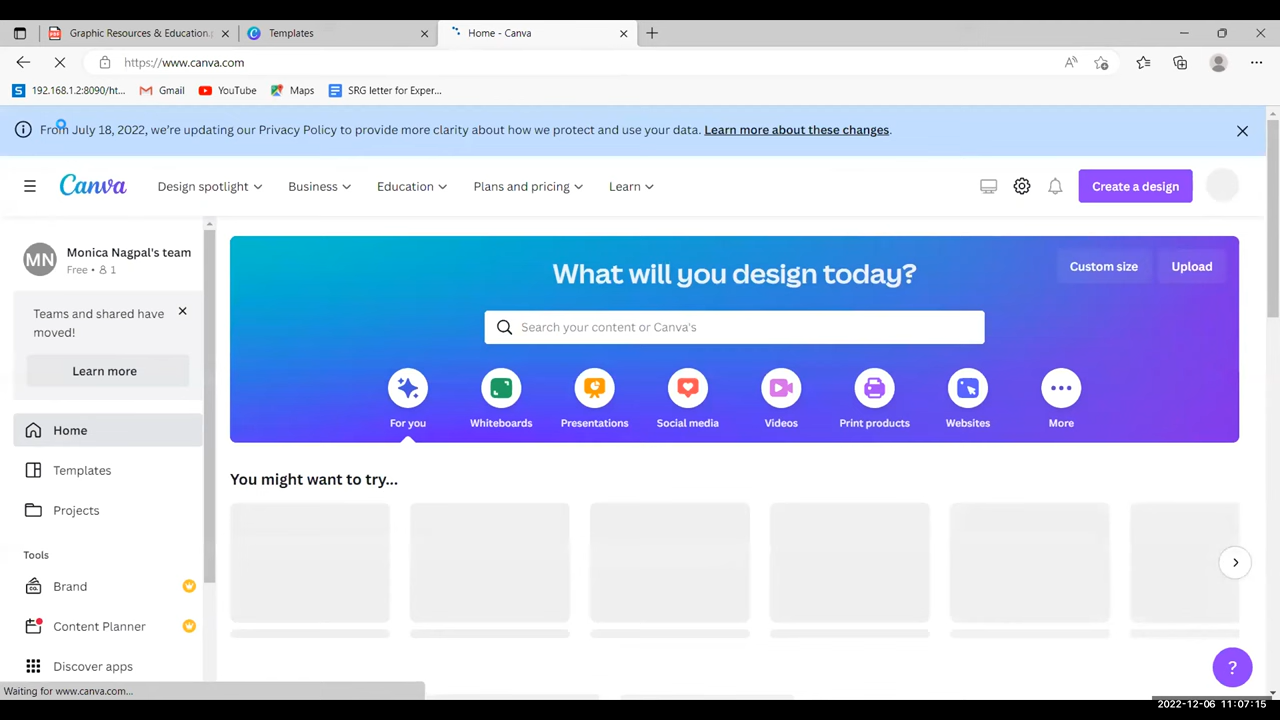 Graphic Resources & Education.p
Templates
Home - Canva
https://www.canva.com
192.168.1.2:8090/ht...
Gmail
YouTube
Maps
SRG letter for Exper...
From July 18, 2022, we're updating our Privacy Policy to provide more clarity about how we protect and use your data. Learn more about these changes.
Canva
Design spotlight
Business
Education
Plans and pricing
Learn
Create a design
MN
Monica Nagpal's team
Free • 1
Teams and shared have
moved!
Learn more
Home
Templates
Projects
Tools
Brand
Content Planner
Discover apps
What will you design today?
Custom size
Upload
Search your content or Canva's
For you
Whiteboards
Presentations
Social media
Videos
Print products
Websites
More
You might want to try...
?
Waiting for www.canva.com...
2022-12-06 11:07:15